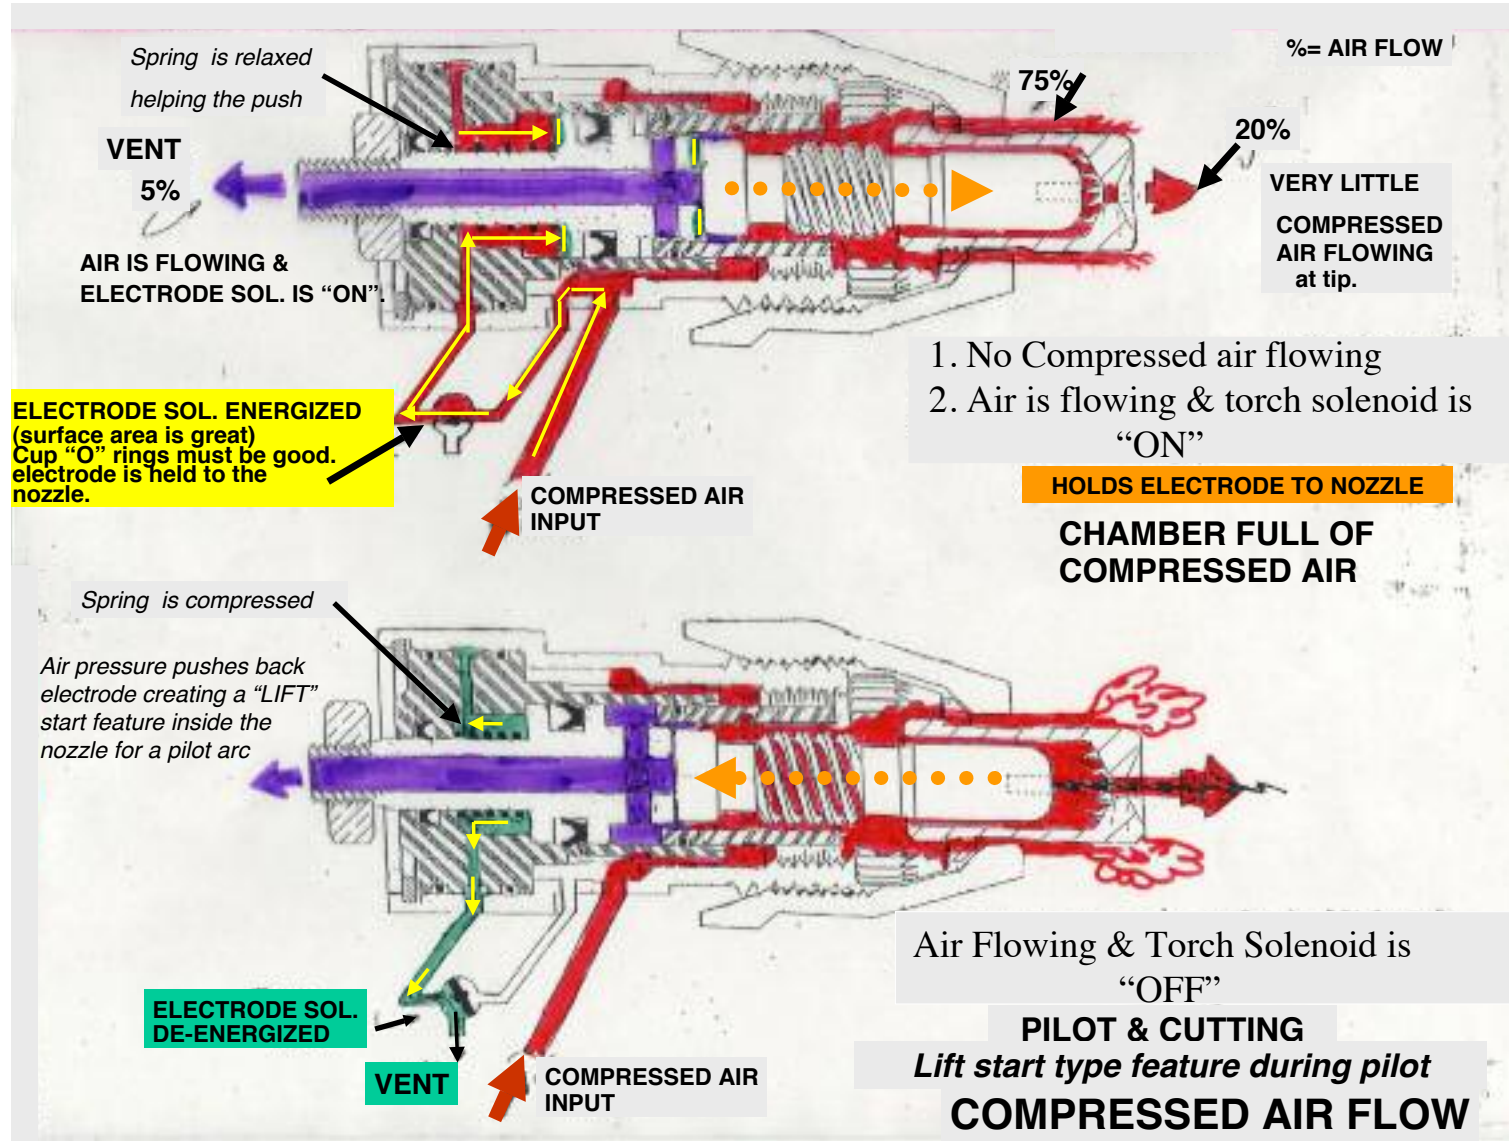 Spring is relaxed
helping the push
%= AIR FLOW
75%
20%
VENT
5%
VERY LITTLE
COMPRESSED
AIR FLOWING
at tip.
AIR IS FLOWING &
ELECTRODE SOL. IS “ON”.
1. No Compressed air flowing
2. Air is flowing & torch solenoid is
“ON”
ELECTRODE SOL. ENERGIZED
(surface area is great)
Cup “O” rings must be good.
electrode is held to the
nozzle.
HOLDS ELECTRODE TO NOZZLE
COMPRESSED AIR
INPUT
CHAMBER FULL OF
COMPRESSED AIR
Spring is compressed
Air pressure pushes back
electrode creating a “LIFT”
start feature inside the
nozzle for a pilot arc
Air Flowing & Torch Solenoid is
“OFF”
ELECTRODE SOL.
DE-ENERGIZED
VENT
COMPRESSED AIR
INPUT
PILOT & CUTTING
Lift start type feature during pilot
COMPRESSED AIR FLOW